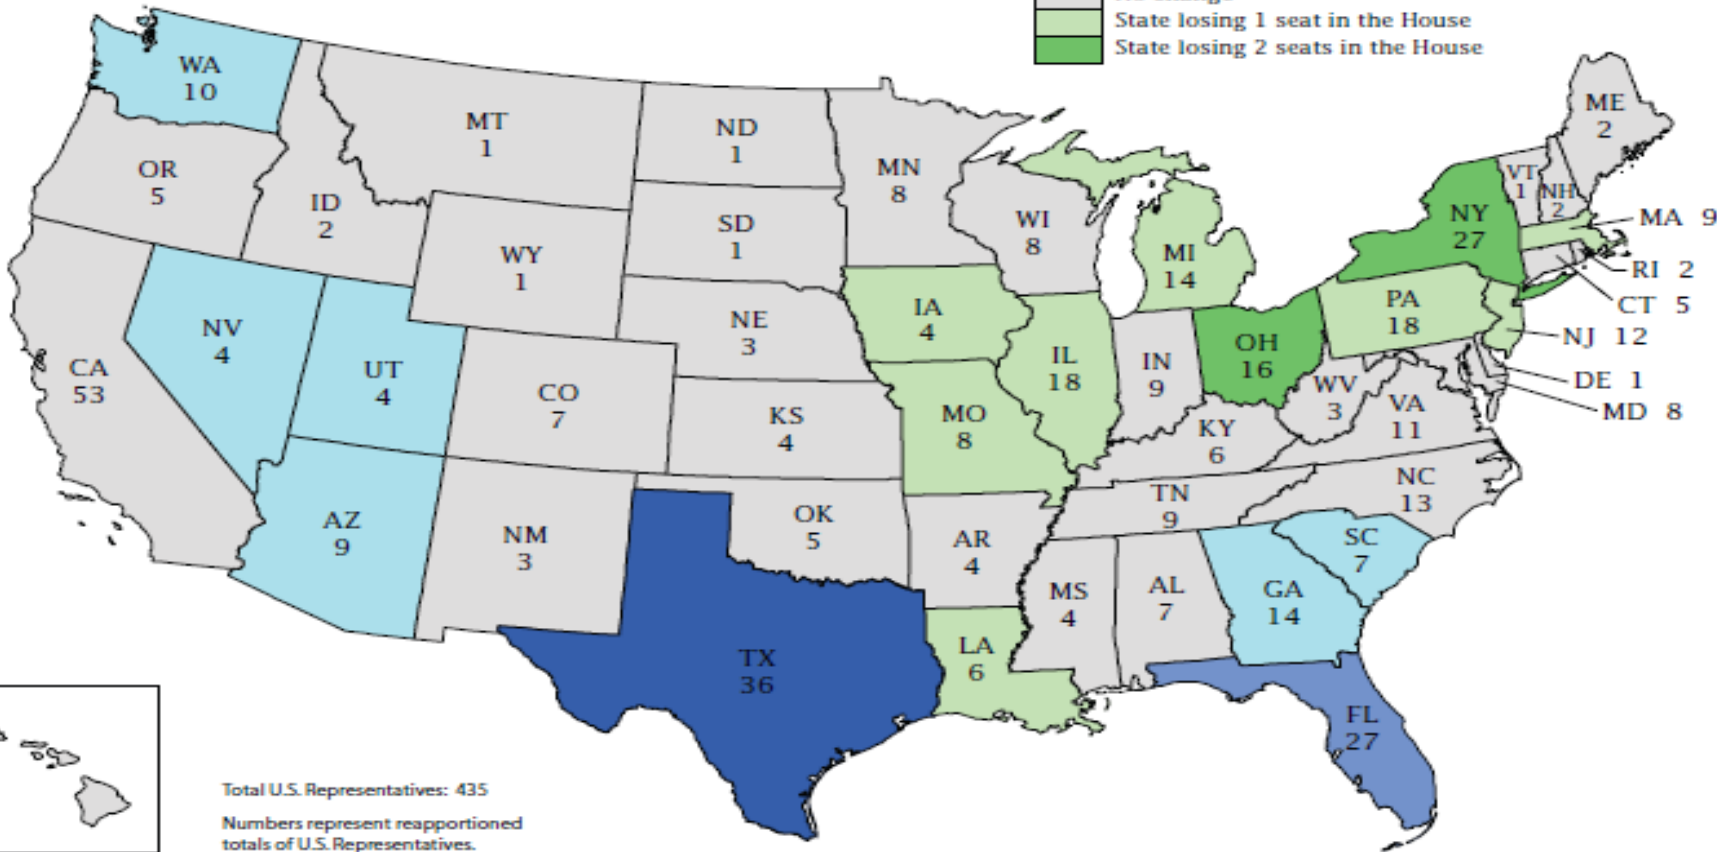 State losing 1 seat in the House
State losing 2 seats in the House
WA
10
MT
1
ND
1
MN
8
ME
2
OR
5
ID
2
WY
1
SD
1
WI
8
MI
14
NY
27
VT
1
NH
2
MA 9
RI 2
CT 5
NJ 12
DE 1
MD 8
NV
4
UT
4
CA
53
CO
7
NE
3
IA
4
IL
18
IN
9
OH
16
PA
18
WV
3
VA
11
KS
4
MO
8
KY
6
NC
13
TN
9
AZ
9
NM
3
OK
5
AR
4
SC
7
MS
4
AL
7
GA
14
TX
36
LA
6
FL
27
Total U.S. Representatives: 435
Numbers represent reapportioned
totals of U.S. Representatives.